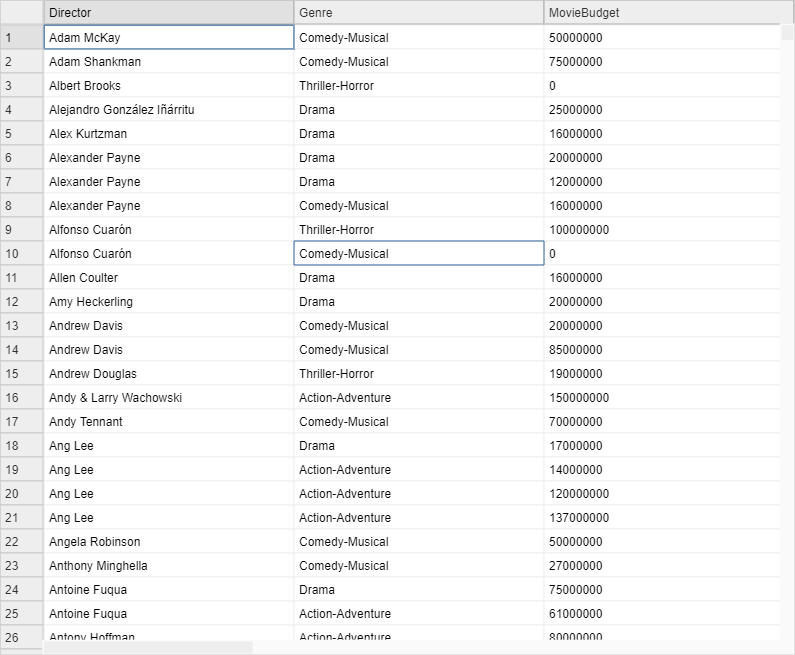 Director Genre MovieBudget
1 Adam McKay Comedy-Musical 50000000
2 Adam Shankman Comedy-Musical 75000000
3 Albert Brooks Thriller-Horror 0
4 Alejandro González Iñárritu Drama 25000000
5 Alex Kurtzman Drama 16000000
6 Alexander Payne Drama 20000000
7 Alexander Payne Drama 12000000
8 Alexander Payne Comedy-Musical 16000000
9 Alfonso Cuarón Thriller-Horror 100000000
10 Alfonso Cuarón Comedy-Musical 0
11 Allen Coulter Drama 16000000
12 Amy Heckerling Drama 20000000
13 Andrew Davis Comedy-Musical 20000000
14 Andrew Davis Comedy-Musical 85000000
15 Andrew Douglas Thriller-Horror 19000000
16 Andy & Larry Wachowski Action-Adventure 150000000
17 Andy Tennant Comedy-Musical 70000000
18 Ang Lee Drama 17000000
19 Ang Lee Action-Adventure 14000000
20 Ang Lee Action-Adventure 120000000
21 Ang Lee Action-Adventure 137000000
22 Angela Robinson Comedy-Musical 50000000
23 Anthony Minghella Comedy-Musical 27000000
24 Antoine Fuqua Drama 75000000
25 Antoine Fuqua Action-Adventure 61000000
26 Antony Hoffman Action-Adventure 80000000